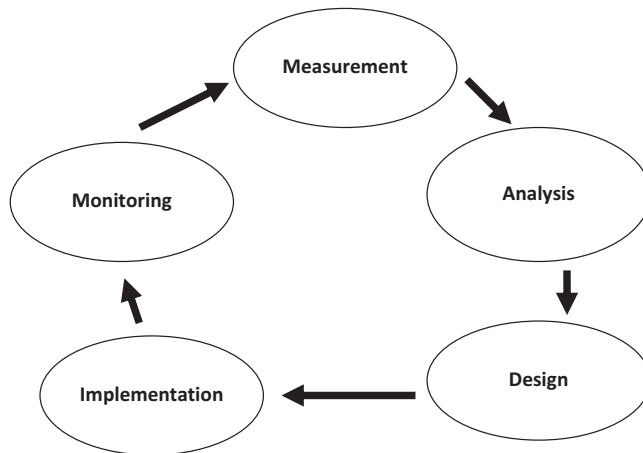 Measurement
Analysis
Design
Implementation
Monitoring